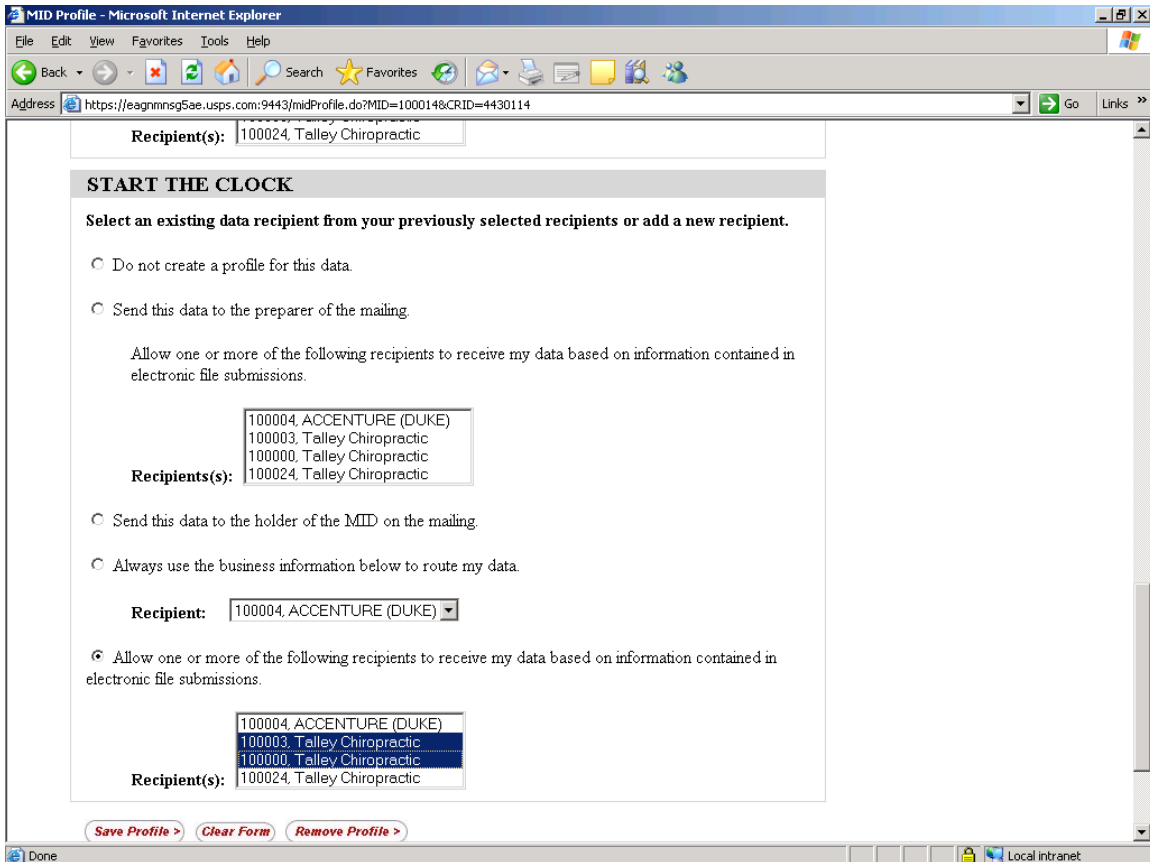 MID Profile - Microsoft Internet Explorer
File Edit View Favorites Tools Help
Back Search Favorites
Address https://eagnmnsg5ae.usps.com:9443/midProfile.do?MID=100014&CRID=4430114 Go Links »
Recipient(s): 100024, Talley Chiropractic
START THE CLOCK
Select an existing data recipient from your previously selected recipients or add a new recipient.
Do not create a profile for this data.
Send this data to the preparer of the mailing.
Allow one or more of the following recipients to receive my data based on information contained in
electronic file submissions.
100004, ACCENTURE (DUKE)
100003, Talley Chiropractic
100000, Talley Chiropractic
Recipients(s): 100024, Talley Chiropractic
Send this data to the holder of the MID on the mailing.
Always use the business information below to route my data.
Recipient: 100004, ACCENTURE (DUKE)
Allow one or more of the following recipients to receive my data based on information contained in
electronic file submissions.
100004, ACCENTURE (DUKE)
100003, Talley Chiropractic
100000, Talley Chiropractic
Recipient(s): 100024, Talley Chiropractic
Save Profile > Clear Form Remove Profile >
Done Local intranet